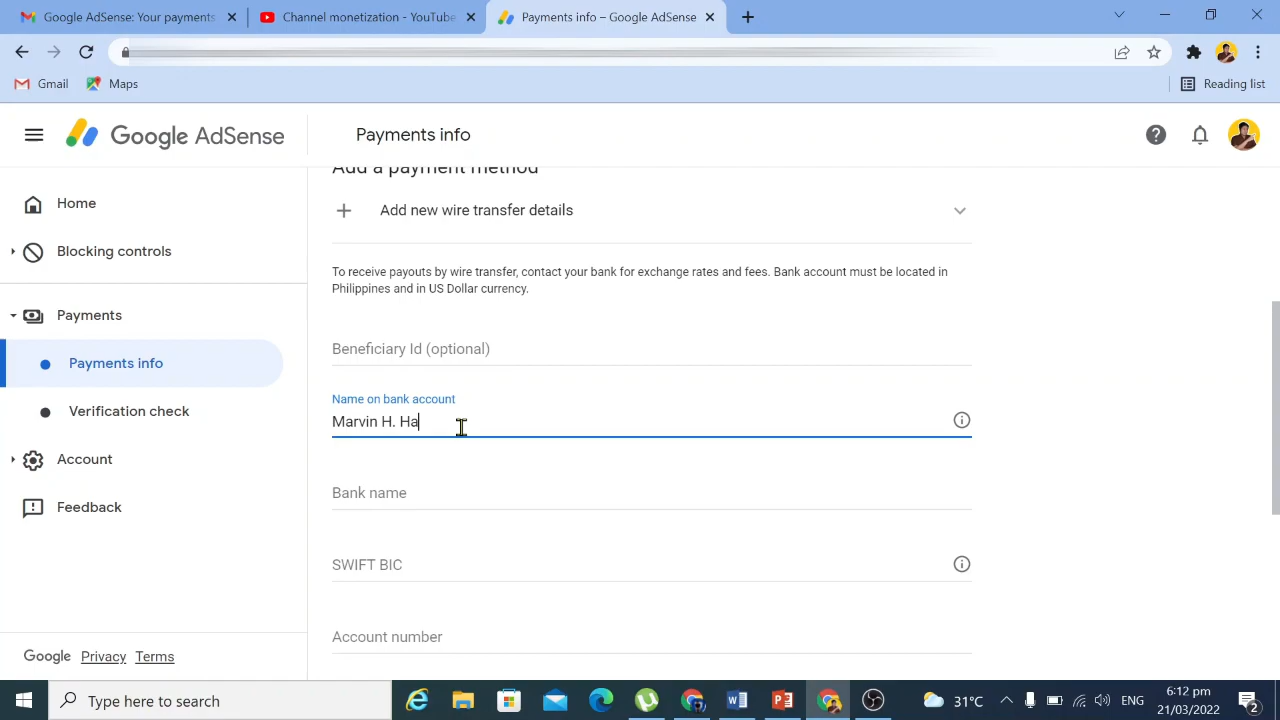 Gmail - Google AdSense: Your payments
Channel monetization - YouTube
Payments info – Google AdSense
Gmail
Maps
Reading list
Google AdSense
Payments info
Home
Blocking controls
Payments
Payments info
Verification check
Account
Feedback
Google Privacy Terms
Add a payment method
Add new wire transfer details
To receive payouts by wire transfer, contact your bank for exchange rates and fees. Bank account must be located in
Philippines and in US Dollar currency.
Beneficiary Id (optional)
Name on bank account
Marvin H. Ha
Bank name
SWIFT BIC
Account number
Type here to search
31°C
ENG
6:12 pm
21/03/2022
2